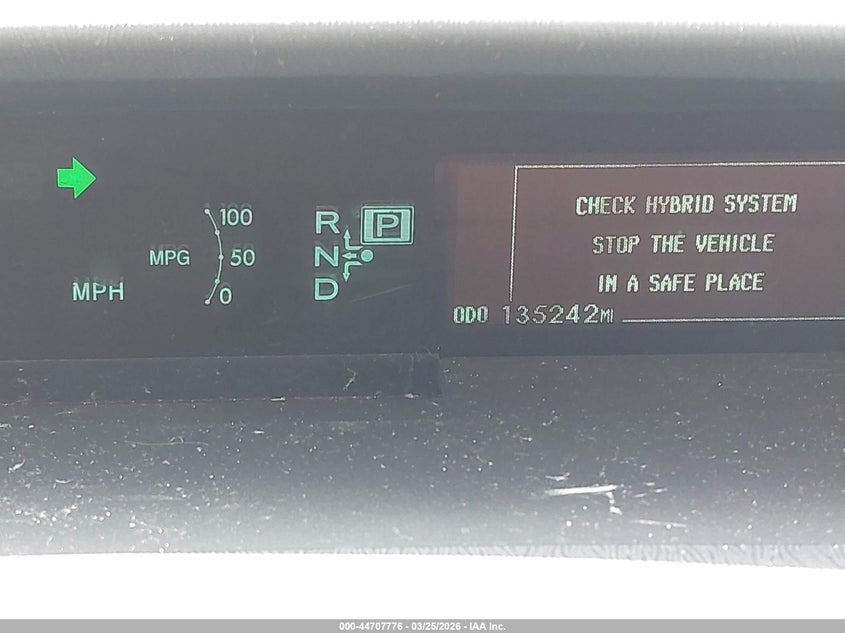 100
MPG 50
MPH 0
R P
N
D
CHECK HYBRID SYSTEM
STOP THE VEHICLE
IN A SAFE PLACE
ODO 135242MI
000-44707776 - 03/25/2026 - IAA Inc.